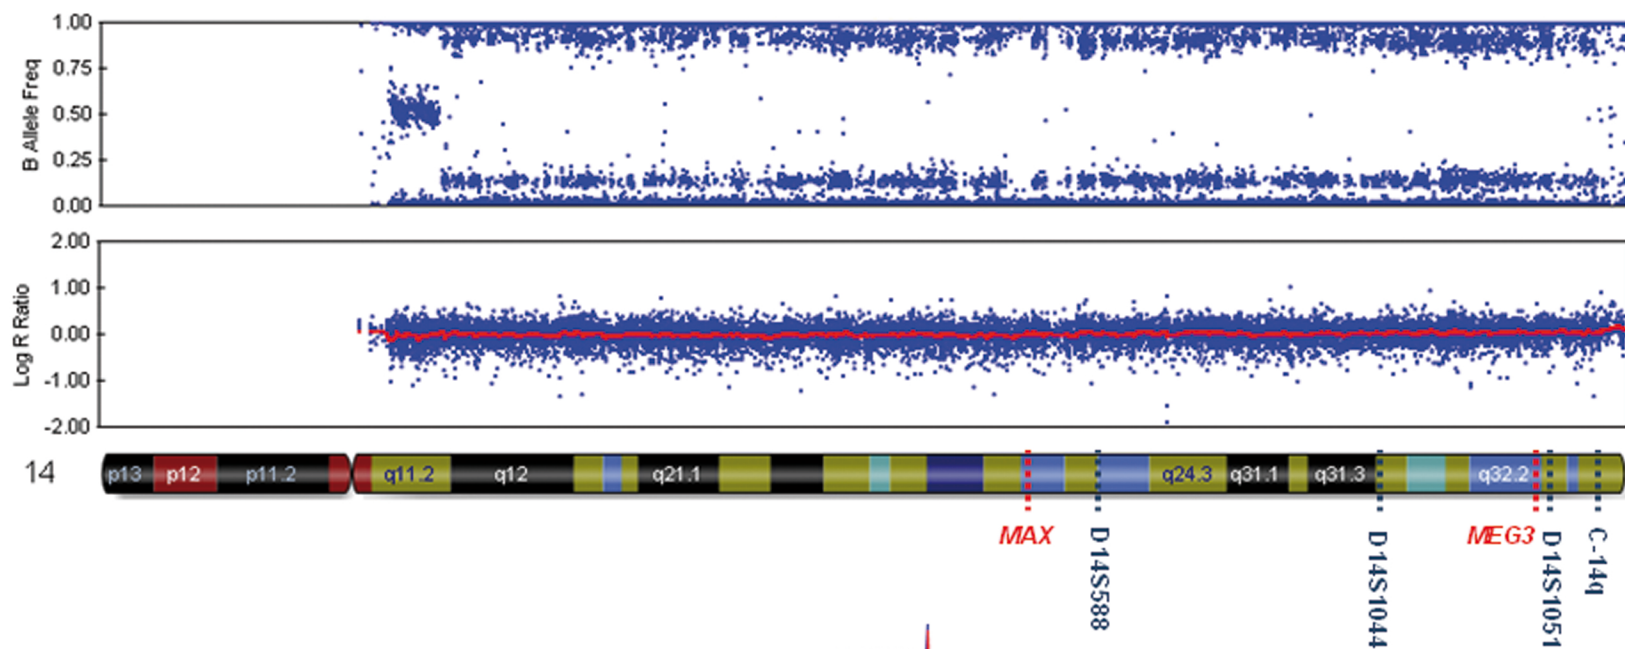 1.00
0.75
0.50
0.25
0.00
B Allele Freq
2.00
1.00
0.00
-1.00
-2.00
Log R Ratio
14
p13 p12 p11.2 q11.2 q12 q21.1 q24.3 q31.1 q31.3 q32.2
MAX
D14S588
D14S1044
MEG3
D14S1051
C-14q